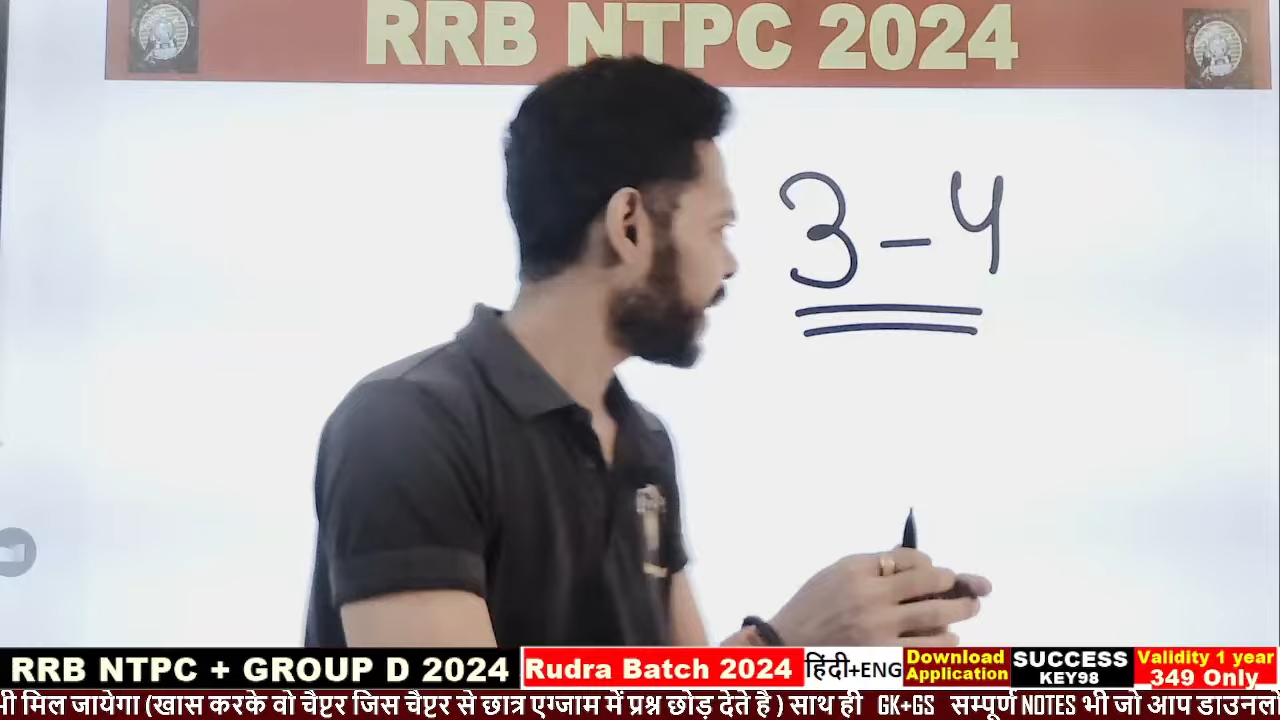 RRB NTPC 2024
3-4
RRB NTPC + GROUP D 2024 Rudra Batch 2024 हिंदी+ENG Download Application SUCCESS KEY98 Validity 1 year 349 Only
भी मिल जायेगा (खास करके वो चैप्टर जिस चैप्टर से छात्र एग्जाम में प्रश्न छोड़ देते है ) साथ ही GK+GS सम्पूर्ण NOTES भी जो आप डाउनलो